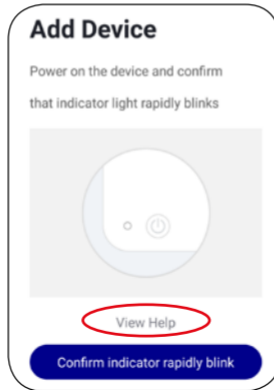 Add Device
Power on the device and confirm
that indicator light rapidly blinks
View Help
Confirm indicator rapidly blink